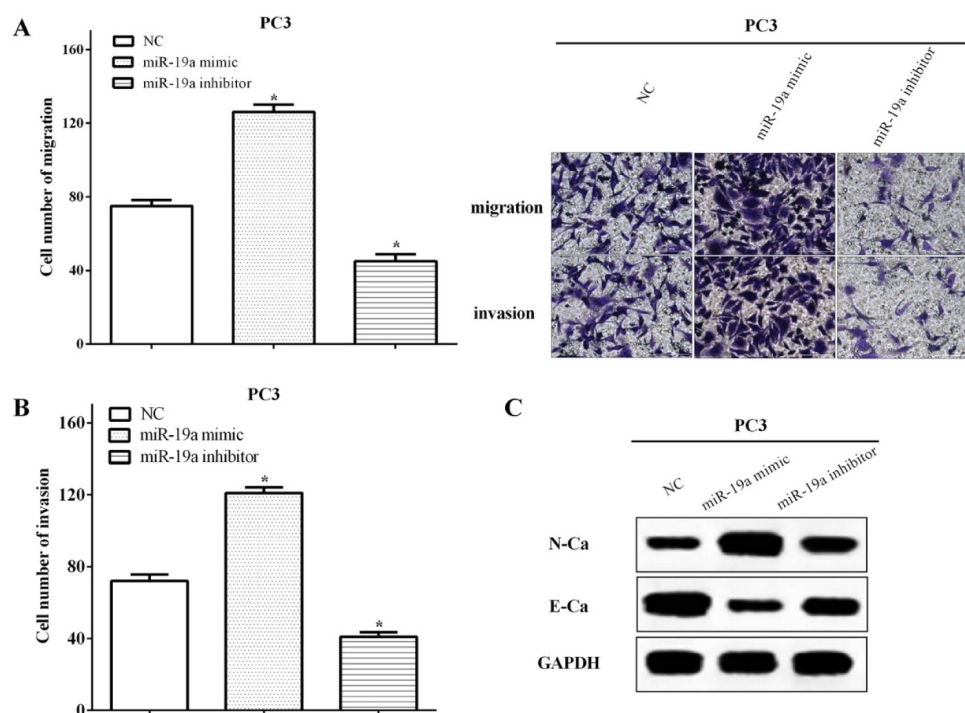 A
PC3
160
120
80
40
0
Cell number of migration
NC
miR-19a mimic
miR-19a inhibitor
*
*
PC3
NC
miR-19a mimic
miR-19a inhibitor
migration
invasion
B
PC3
160
120
80
40
0
Cell number of invasion
NC
miR-19a mimic
miR-19a inhibitor
*
*
C
PC3
NC
miR-19a mimic
miR-19a inhibitor
N-Ca
E-Ca
GAPDH